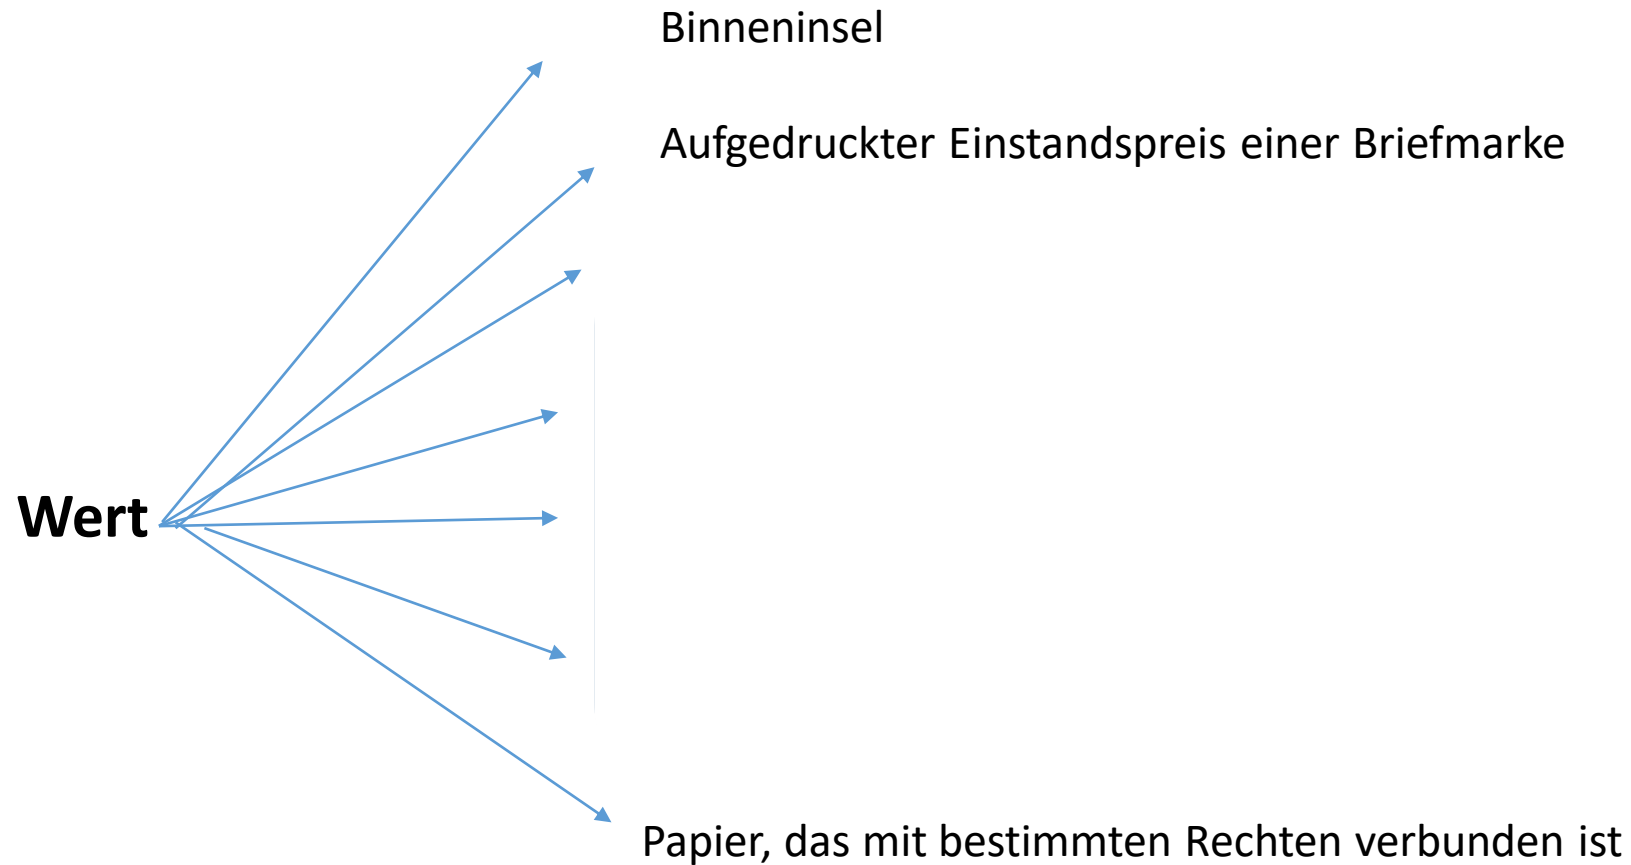 Binneninsel
Aufgedruckter Einstandspreis einer Briefmarke
Wert
Papier, das mit bestimmten Rechten verbunden ist